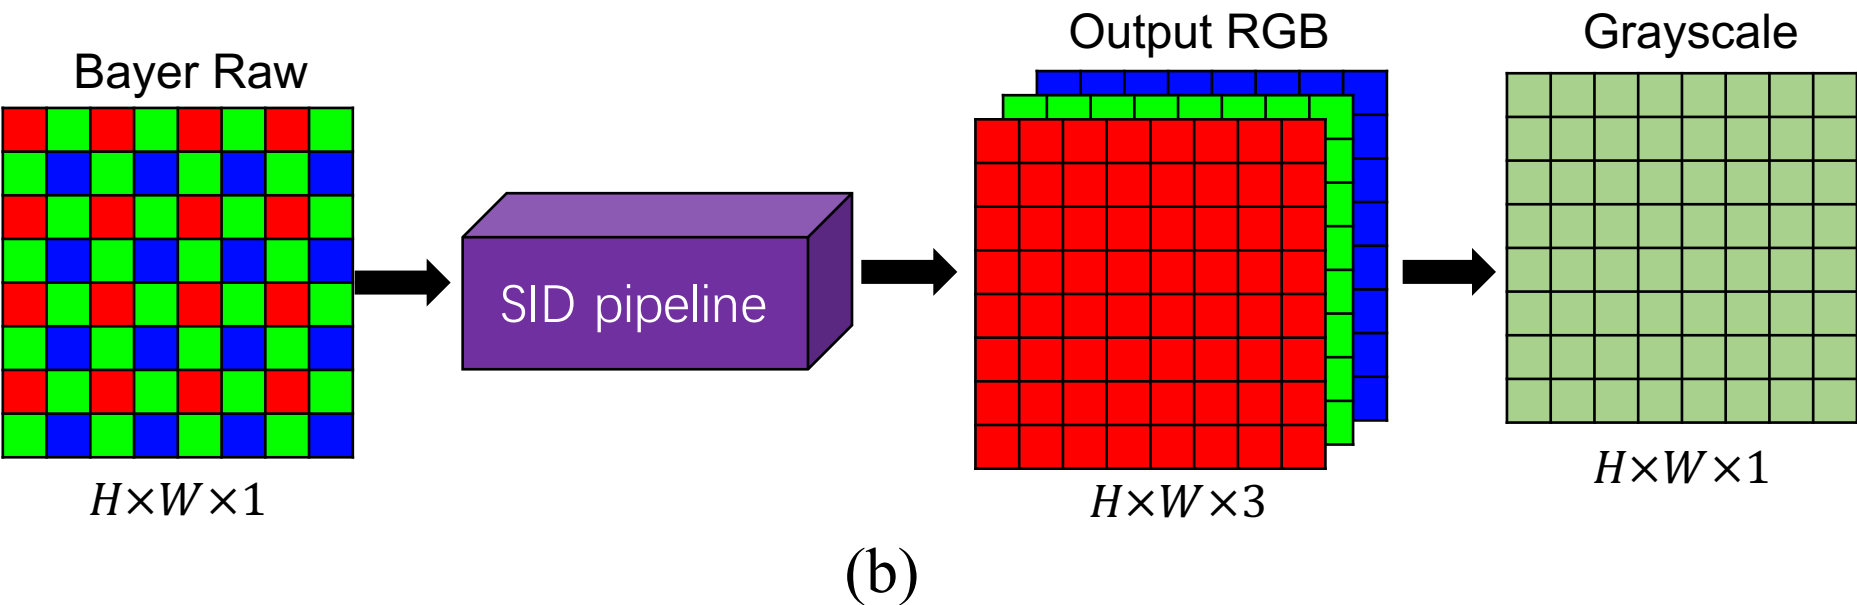 Bayer Raw
H×W×1
SID pipeline
Output RGB
H×W×3
Grayscale
H×W×1
(b)